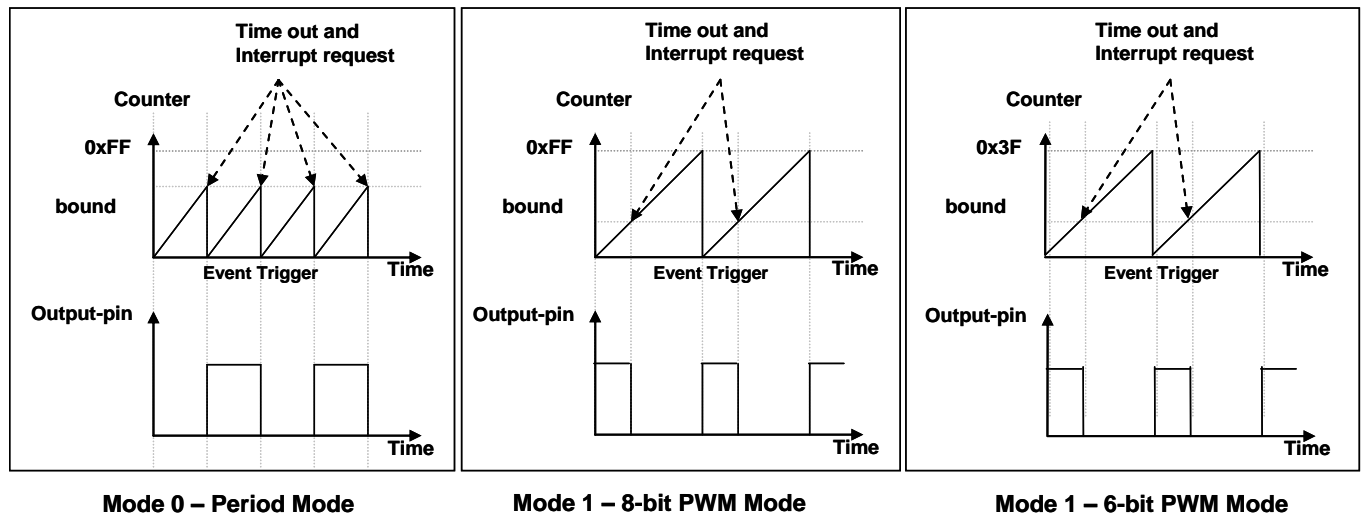 Time out and
Interrupt request
Counter
0xFF
bound
Event Trigger
Time
Output-pin
Time
Mode 0 – Period Mode
Time out and
Interrupt request
Counter
0xFF
bound
Event Trigger
Time
Output-pin
Time
Mode 1 – 8-bit PWM Mode
Time out and
Interrupt request
Counter
0x3F
bound
Event Trigger
Time
Output-pin
Time
Mode 1 – 6-bit PWM Mode